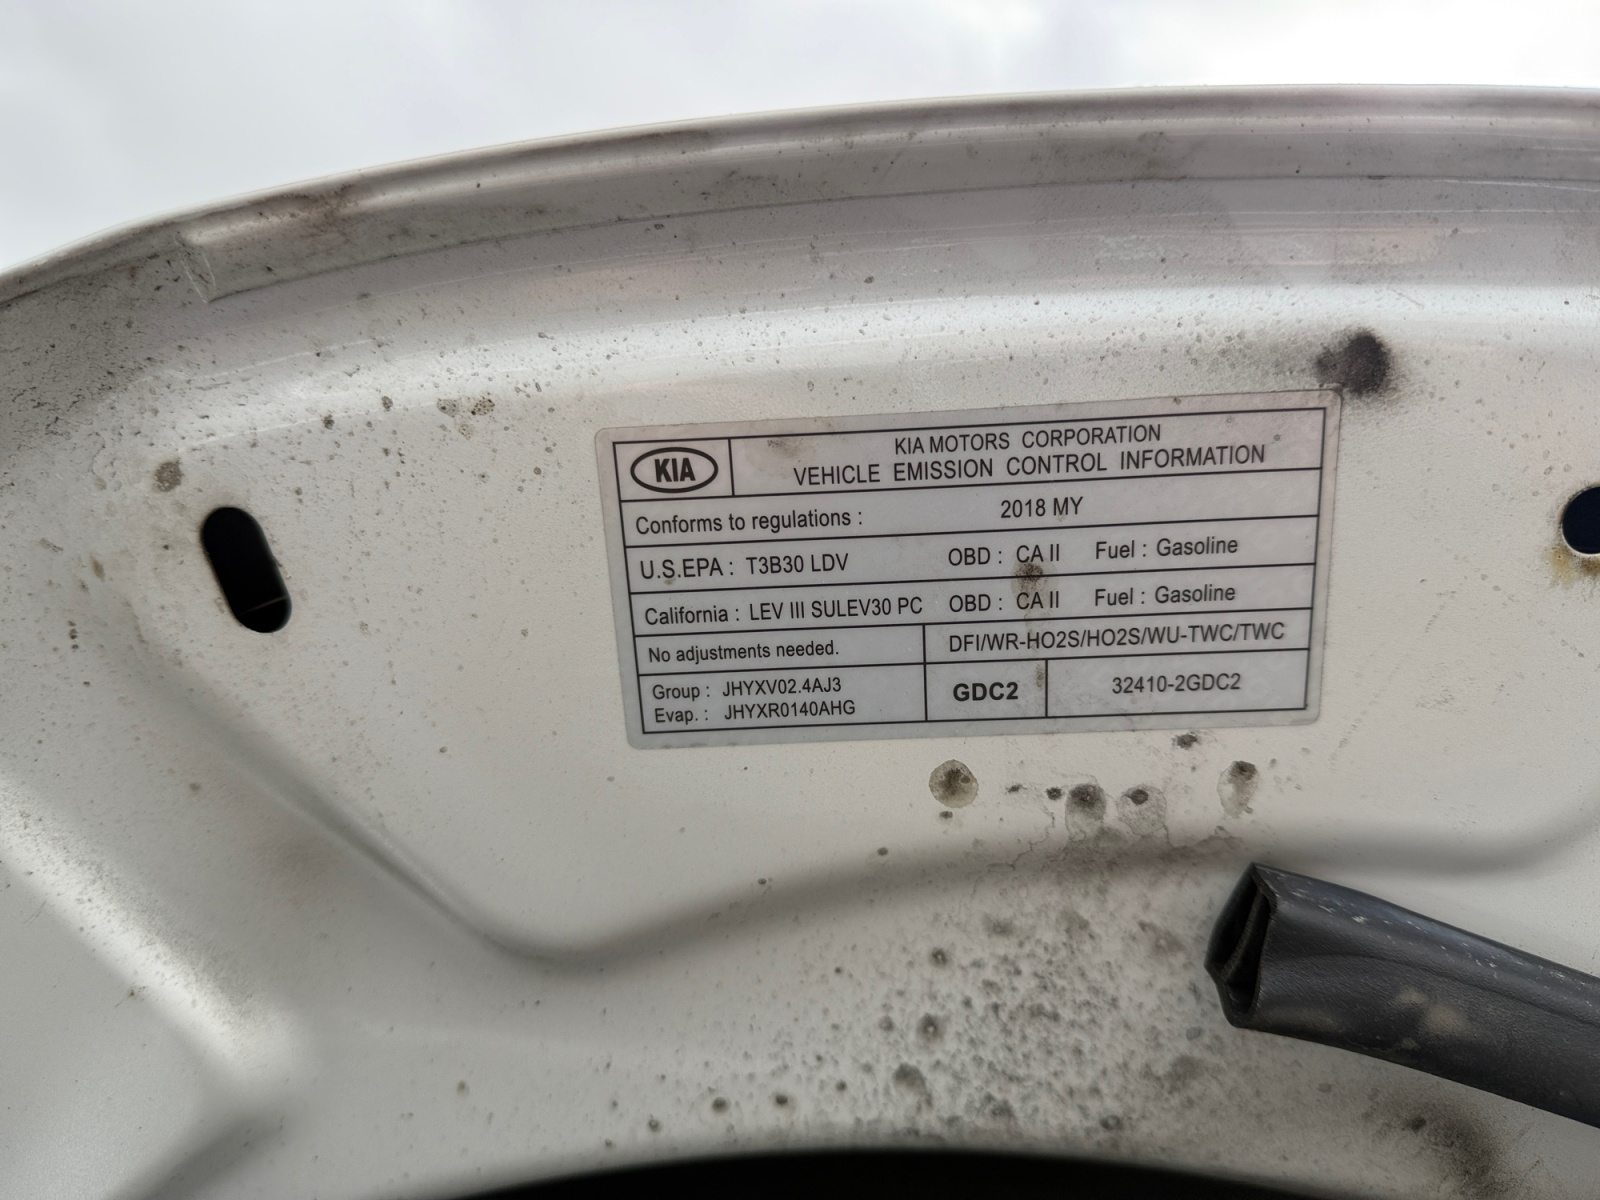 KIA
KIA MOTORS CORPORATION
VEHICLE EMISSION CONTROL INFORMATION
Conforms to regulations : 2018 MY
U.S.EPA : T3B30 LDV OBD : CA II Fuel : Gasoline
California : LEV III SULEV30 PC OBD : CA II Fuel : Gasoline
No adjustments needed. DFI/WR-HO2S/HO2S/WU-TWC/TWC
Group : JHYXV02.4AJ3
Evap. : JHYXR0140AHG
GDC2
32410-2GDC2